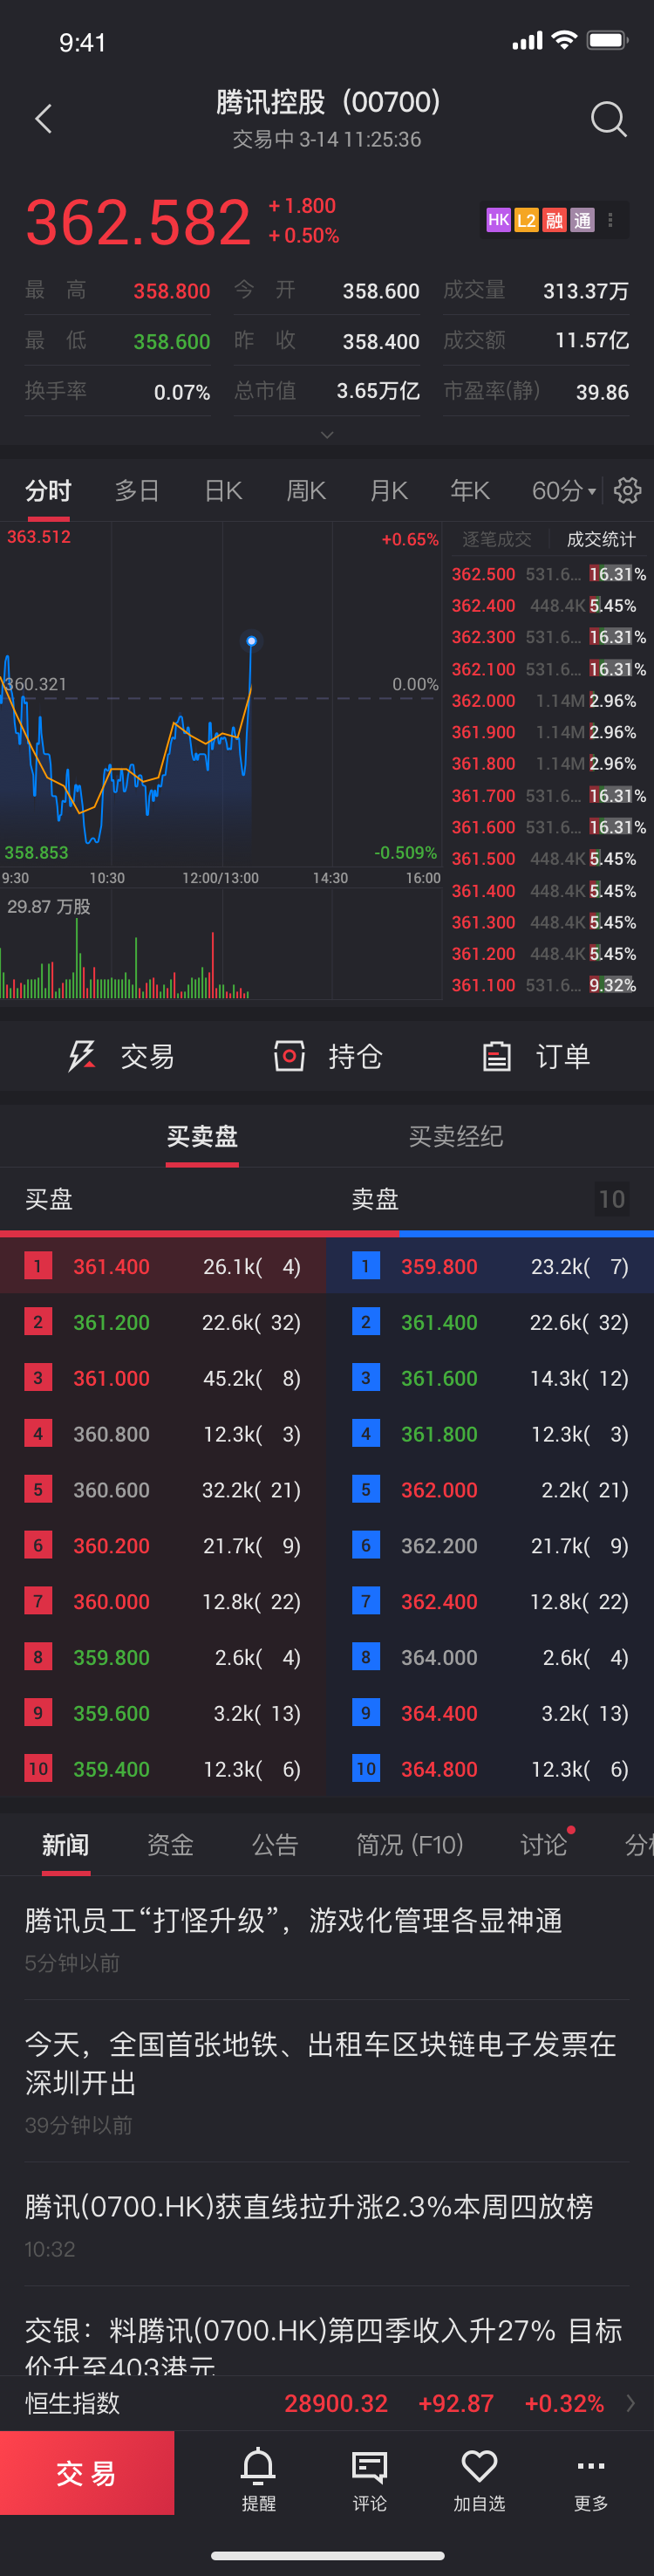 9:41
腾讯控股（00700）
交易中 3-14 11:25:36
362.582
+1.800
+0.50%
HK L2 融 通
最 高 358.800 今 开 358.600 成交量 313.37万
最 低 358.600 昨 收 358.400 成交额 11.57亿
换手率 0.07% 总市值 3.65万亿 市盈率(静) 39.86
分时 多日 日K 周K 月K 年K 60分
363.512 +0.65%
360.321 0.00%
358.853 -0.509%
9:30 10:30 12:00/13:00 14:30 16:00
29.87 万股
逐笔成交 成交统计
362.500 531.6... 16.31%
362.400 448.4K 5.45%
362.300 531.6... 16.31%
362.100 531.6... 16.31%
362.000 1.14M 2.96%
361.900 1.14M 2.96%
361.800 1.14M 2.96%
361.700 531.6... 16.31%
361.600 531.6... 16.31%
361.500 448.4K 5.45%
361.400 448.4K 5.45%
361.300 448.4K 5.45%
361.200 448.4K 5.45%
361.100 531.6... 9.32%
交易 持仓 订单
买卖盘 买卖经纪
买盘 卖盘 10
1 361.400 26.1k( 4) 1 359.800 23.2k( 7)
2 361.200 22.6k( 32) 2 361.400 22.6k( 32)
3 361.000 45.2k( 8) 3 361.600 14.3k( 12)
4 360.800 12.3k( 3) 4 361.800 12.3k( 3)
5 360.600 32.2k( 21) 5 362.000 2.2k( 21)
6 360.200 21.7k( 9) 6 362.200 21.7k( 9)
7 360.000 12.8k( 22) 7 362.400 12.8k( 22)
8 359.800 2.6k( 4) 8 364.000 2.6k( 4)
9 359.600 3.2k( 13) 9 364.400 3.2k( 13)
10 359.400 12.3k( 6) 10 364.800 12.3k( 6)
新闻 资金 公告 简况 (F10) 讨论 分析
腾讯员工“打怪升级”，游戏化管理各显神通
5分钟以前
今天，全国首张地铁、出租车区块链电子发票在
深圳开出
39分钟以前
腾讯(0700.HK)获直线拉升涨2.3%本周四放榜
10:32
交银：料腾讯(0700.HK)第四季收入升27% 目标
价升至403港元
恒生指数 28900.32 +92.87 +0.32%
交易 提醒 评论 加自选 更多